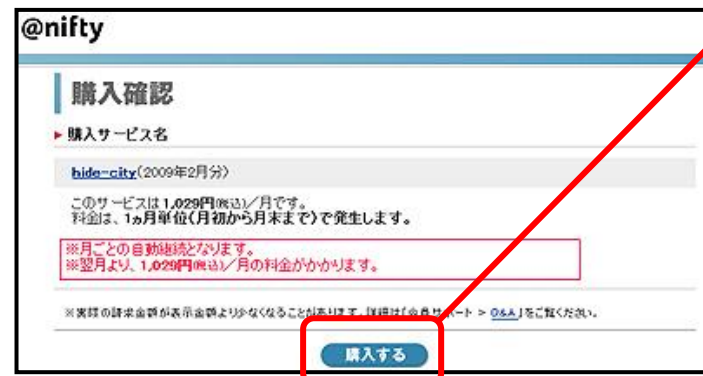 @nifty
購入確認
▶購入サービス名
hide-city(2009年2月分)
このサービスは1,029円(税込)/月です。
料金は、1ヵ月単位(月初から月末まで)で発生します。
※月ごとの自動継続となります。
※翌月より、1,029円(税込)/月の料金がかかります。
※実際の請求金額が表示金額より少なくなることがあります。詳細は「会員サポート > Q&A」をご覧ください。
購入する